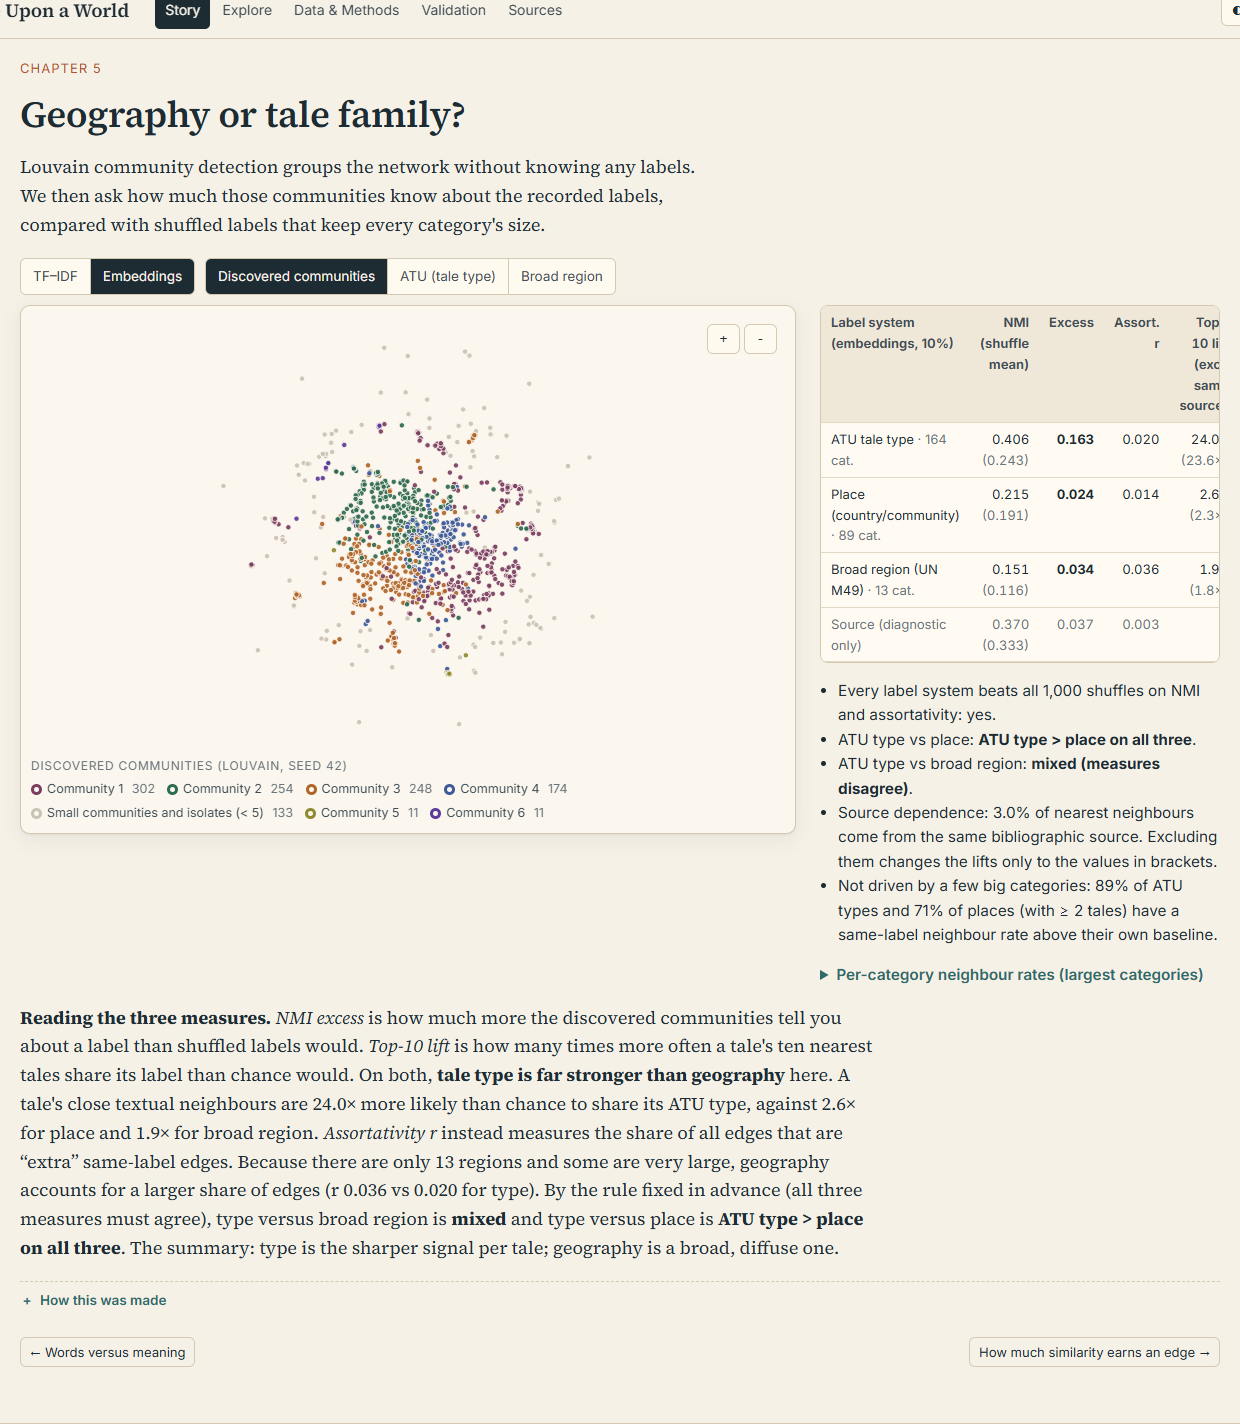 Upon a World
Story Explore Data & Methods Validation Sources
CHAPTER 5
Geography or tale family?
Louvain community detection groups the network without knowing any labels.
We then ask how much those communities know about the recorded labels,
compared with shuffled labels that keep every category's size.
TF–IDF Embeddings Discovered communities ATU (tale type) Broad region
+ -
DISCOVERED COMMUNITIES (LOUVAIN, SEED 42)
Community 1 302 Community 2 254 Community 3 248 Community 4 174
Small communities and isolates (< 5) 133 Community 5 11 Community 6 11
Label system NMI Excess Assort. Top
(embeddings, 10%) (shuffle r 10 li
mean) (exc
sam
source
ATU tale type · 164 0.406 0.163 0.020 24.0
cat. (0.243) (23.6×
Place 0.215 0.024 0.014 2.6
(country/community) (0.191) (2.3×
· 89 cat.
Broad region (UN 0.151 0.034 0.036 1.9
M49) · 13 cat. (0.116) (1.8×
Source (diagnostic 0.370 0.037 0.003
only) (0.333)
• Every label system beats all 1,000 shuffles on NMI
and assortativity: yes.
• ATU type vs place: ATU type > place on all three.
• ATU type vs broad region: mixed (measures
disagree).
• Source dependence: 3.0% of nearest neighbours
come from the same bibliographic source. Excluding
them changes the lifts only to the values in brackets.
• Not driven by a few big categories: 89% of ATU
types and 71% of places (with ≥ 2 tales) have a
same-label neighbour rate above their own baseline.
▶ Per-category neighbour rates (largest categories)
Reading the three measures. NMI excess is how much more the discovered communities tell you
about a label than shuffled labels would. Top-10 lift is how many times more often a tale's ten nearest
tales share its label than chance would. On both, tale type is far stronger than geography here. A
tale's close textual neighbours are 24.0× more likely than chance to share its ATU type, against 2.6×
for place and 1.9× for broad region. Assortativity r instead measures the share of all edges that are
“extra” same-label edges. Because there are only 13 regions and some are very large, geography
accounts for a larger share of edges (r 0.036 vs 0.020 for type). By the rule fixed in advance (all three
measures must agree), type versus broad region is mixed and type versus place is ATU type > place
on all three. The summary: type is the sharper signal per tale; geography is a broad, diffuse one.
+ How this was made
← Words versus meaning
How much similarity earns an edge →